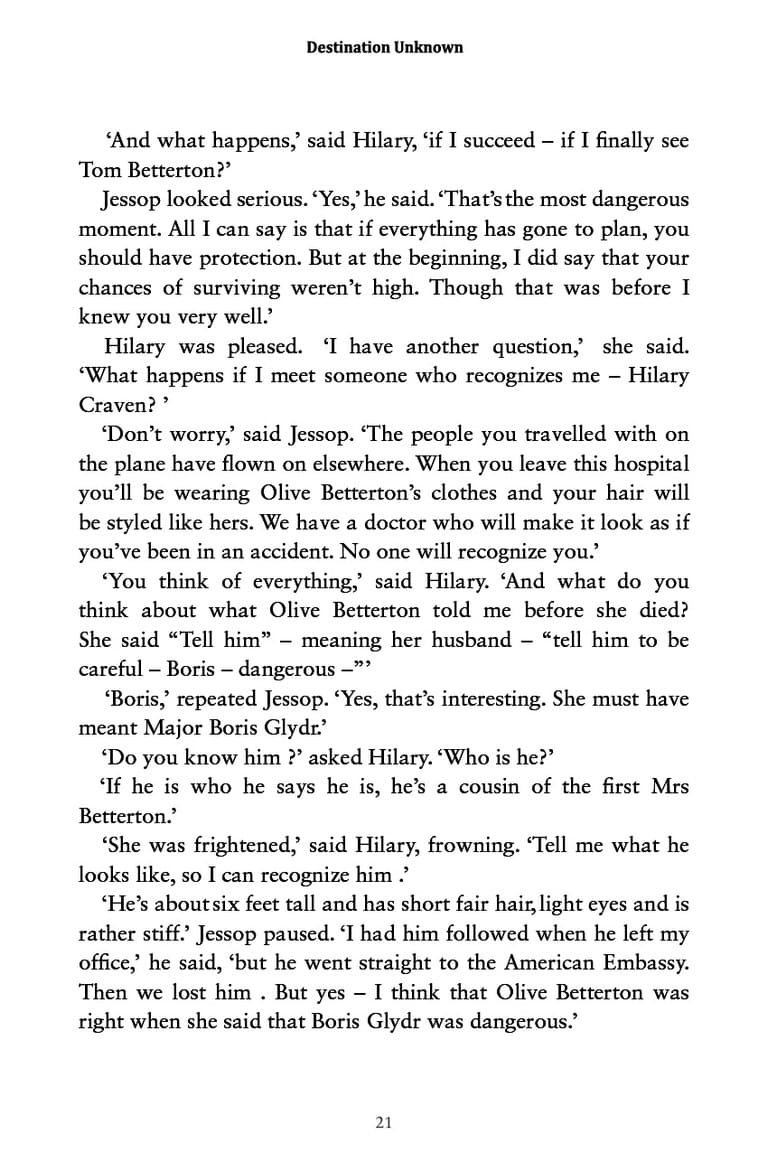 Destination Unknown
‘And what happens,’ said Hilary, ‘if I succeed – if I finally see
Tom Betterton?’
Jessop looked serious. ‘Yes,’ he said. ‘That’s the most dangerous
moment. All I can say is that if everything has gone to plan, you
should have protection. But at the beginning, I did say that your
chances of surviving weren’t high. Though that was before I
knew you very well.’
Hilary was pleased. ‘I have another question,’ she said.
‘What happens if I meet someone who recognizes me – Hilary
Craven? ’
‘Don’t worry,’ said Jessop. ‘The people you travelled with on
the plane have flown on elsewhere. When you leave this hospital
you’ll be wearing Olive Betterton’s clothes and your hair will
be styled like hers. We have a doctor who will make it look as if
you’ve been in an accident. No one will recognize you.’
‘You think of everything,’ said Hilary. ‘And what do you
think about what Olive Betterton told me before she died?
She said “Tell him” – meaning her husband – “tell him to be
careful – Boris – dangerous –”’
‘Boris,’ repeated Jessop. ‘Yes, that’s interesting. She must have
meant Major Boris Glydr.’
‘Do you know him ?’ asked Hilary. ‘Who is he?’
‘If he is who he says he is, he’s a cousin of the first Mrs
Betterton.’
‘She was frightened,’ said Hilary, frowning. ‘Tell me what he
looks like, so I can recognize him .’
‘He’s about six feet tall and has short fair hair, light eyes and is
rather stiff.’ Jessop paused. ‘I had him followed when he left my
office,’ he said, ‘but he went straight to the American Embassy.
Then we lost him . But yes – I think that Olive Betterton was
right when she said that Boris Glydr was dangerous.’
21